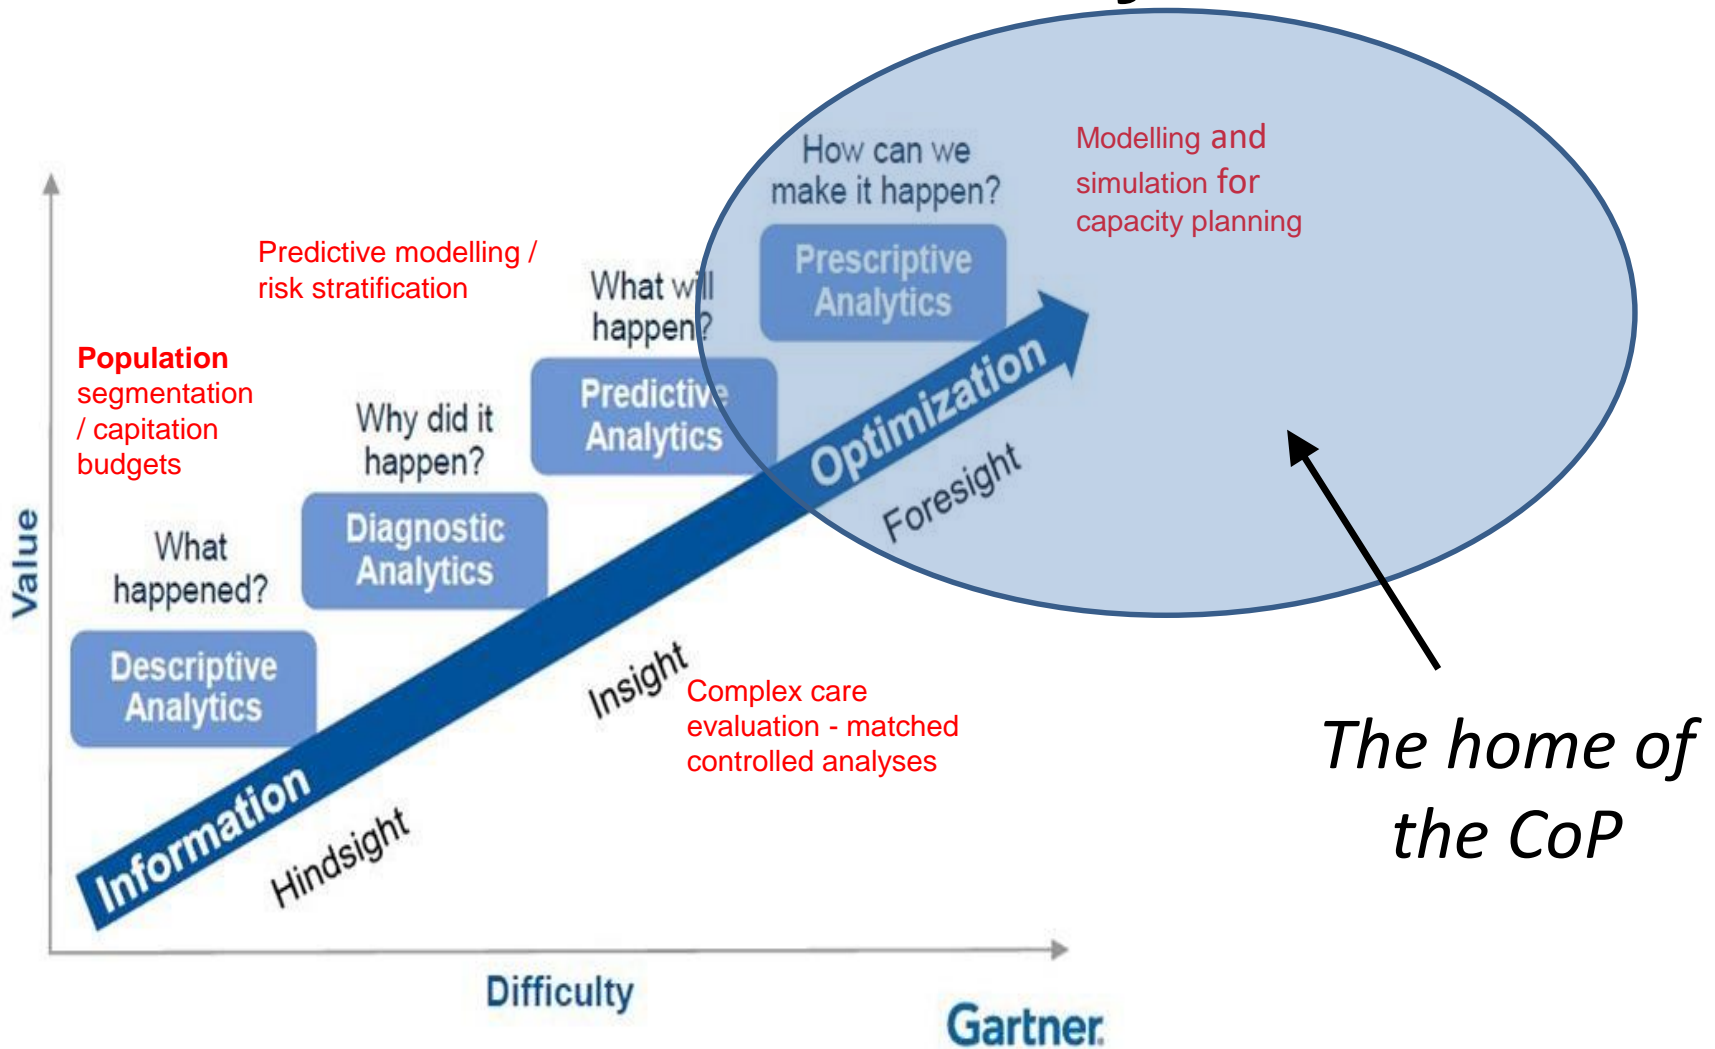 How can we
make it happen?
Prescriptive
Analytics
Modelling and
simulation for
capacity planning
Predictive modelling /
risk stratification
What will
happen?
Predictive
Analytics
Population
segmentation
/ capitation
budgets
Why did it
happen?
Diagnostic
Analytics
What
happened?
Descriptive
Analytics
Value
Information
Optimization
Hindsight
Insight
Foresight
Complex care
evaluation - matched
controlled analyses
The home of
the CoP
Difficulty
Gartner.